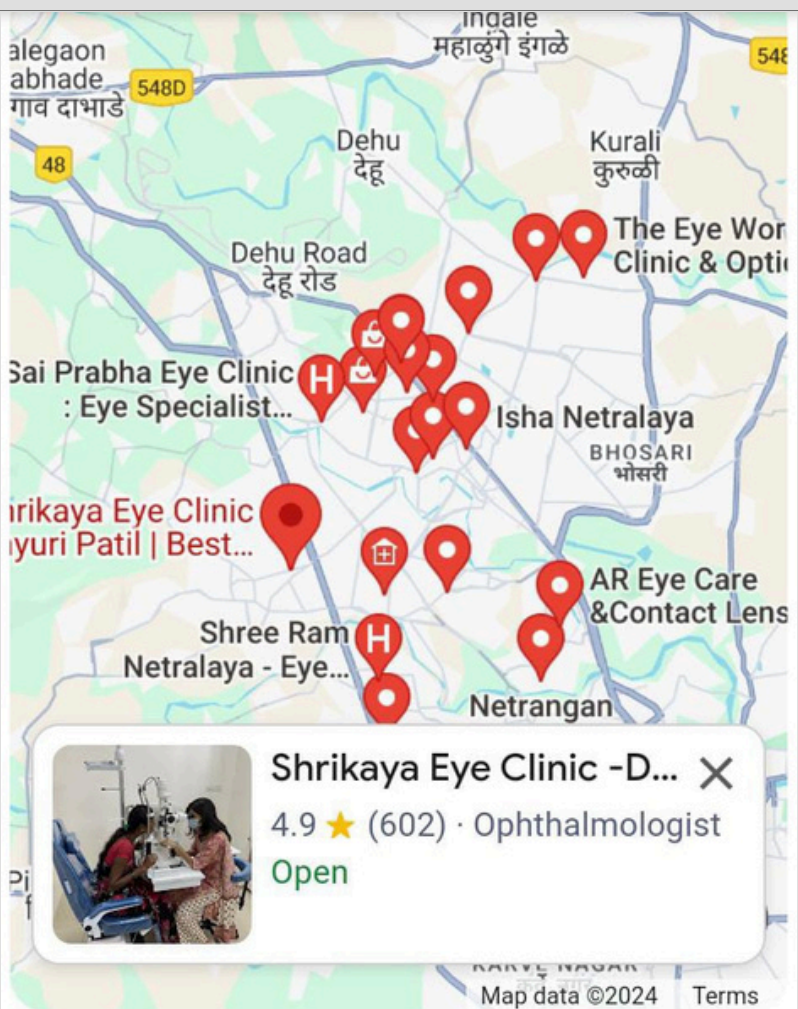 Ingale
महाळुंगे इंगळे
alegaon
abhade
गाव दाभाडे
548D
548
48
Dehu
देहू
Kurali
कुरुळी
The Eye Wor
Clinic & Opti
Dehu Road
देहू रोड
Sai Prabha Eye Clinic
: Eye Specialist...
H
Isha Netralaya
BHOSARI
भोसरी
hrikaya Eye Clinic
yuri Patil | Best...
AR Eye Care
&Contact Lens
Shree Ram
Netralaya - Eye...
H
Netrangan
Shrikaya Eye Clinic -D...
4.9 ★ (602) · Ophthalmologist
Open
Pi
KARVE NAGAR
Map data ©2024
Terms